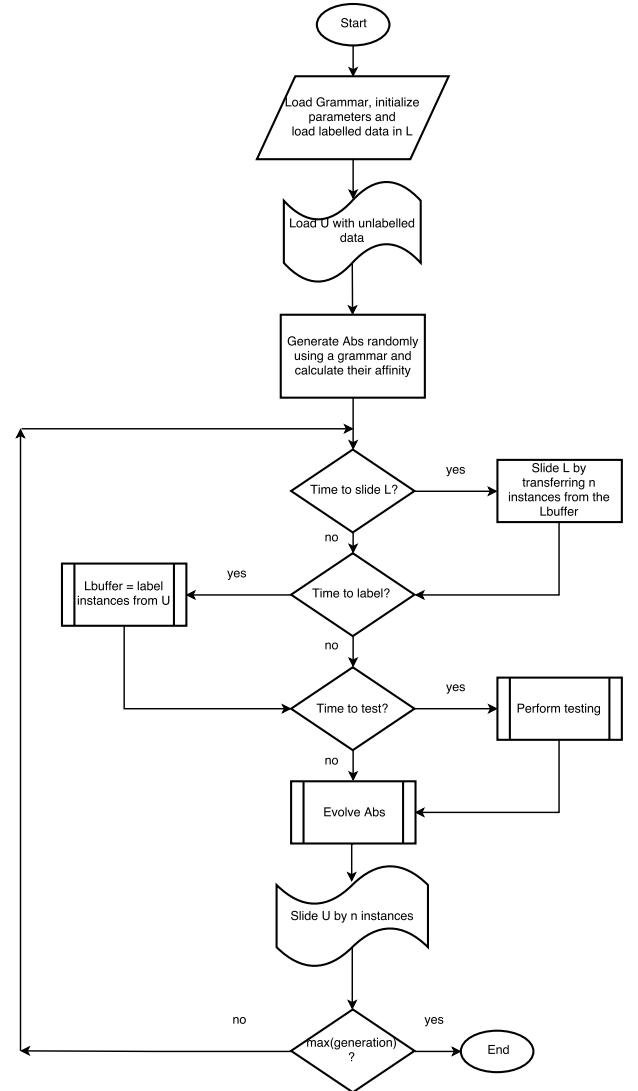 Start
Load Grammar, initialize
parameters and
load labelled data in L
Load U with unlabelled
data
Generate Abs randomly
using a grammar and
calculate their affinity
Time to slide L?
yes
Slide L by
transferring n
instances from the
Lbuffer
no
Lbuffer = label
instances from U
yes
Time to label?
no
Time to test?
yes
Perform testing
no
Evolve Abs
Slide U by n instances
no
max(generation)
?
yes
End